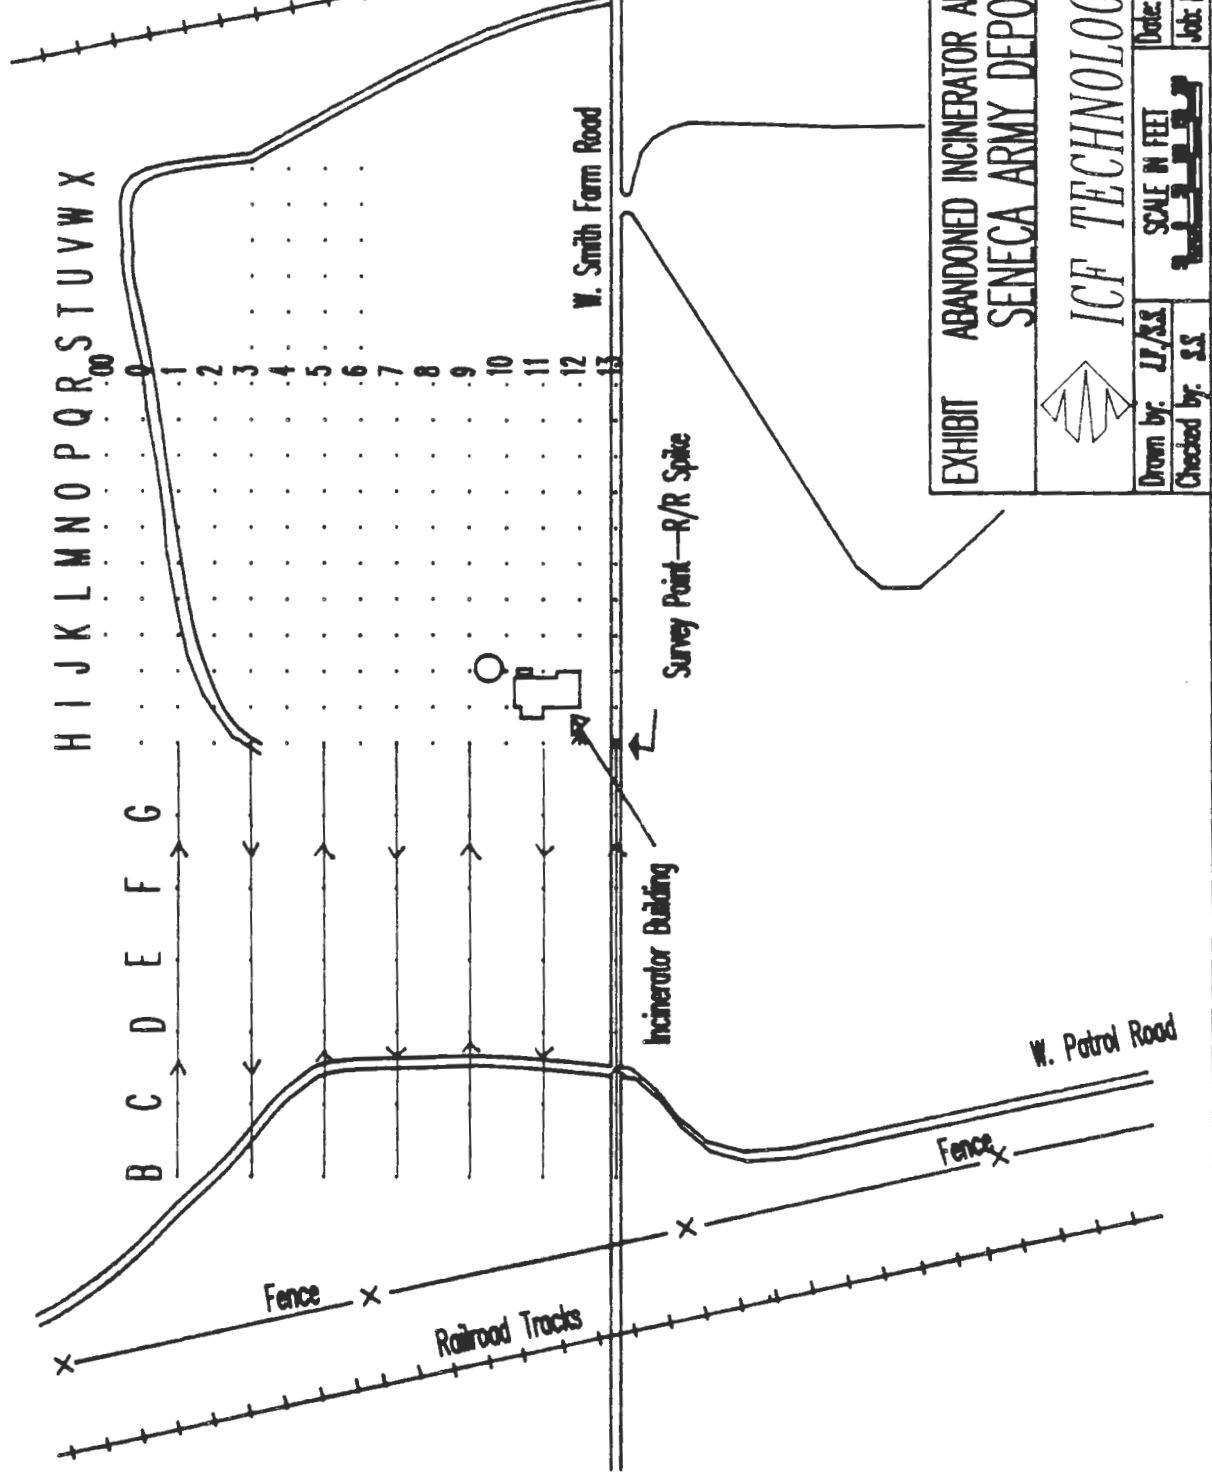 B C D E F G
H I J K L M N O P Q R S T U V W X
00
0
1
2
3
4
5
6
7
8
9
10
11
12
13
W. Smith Farm Road
Survey Point—R/R Spike
Incinerator Building
W. Patrol Road
Fence
Fence
Railroad Tracks
EXHIBIT ABANDONED INCINERATOR A
SENECA ARMY DEPO
ICF TECHNOLOG
Drawn by: J.P./S.S.
Checked by: S.S.
SCALE IN FEET
Date:
Job: